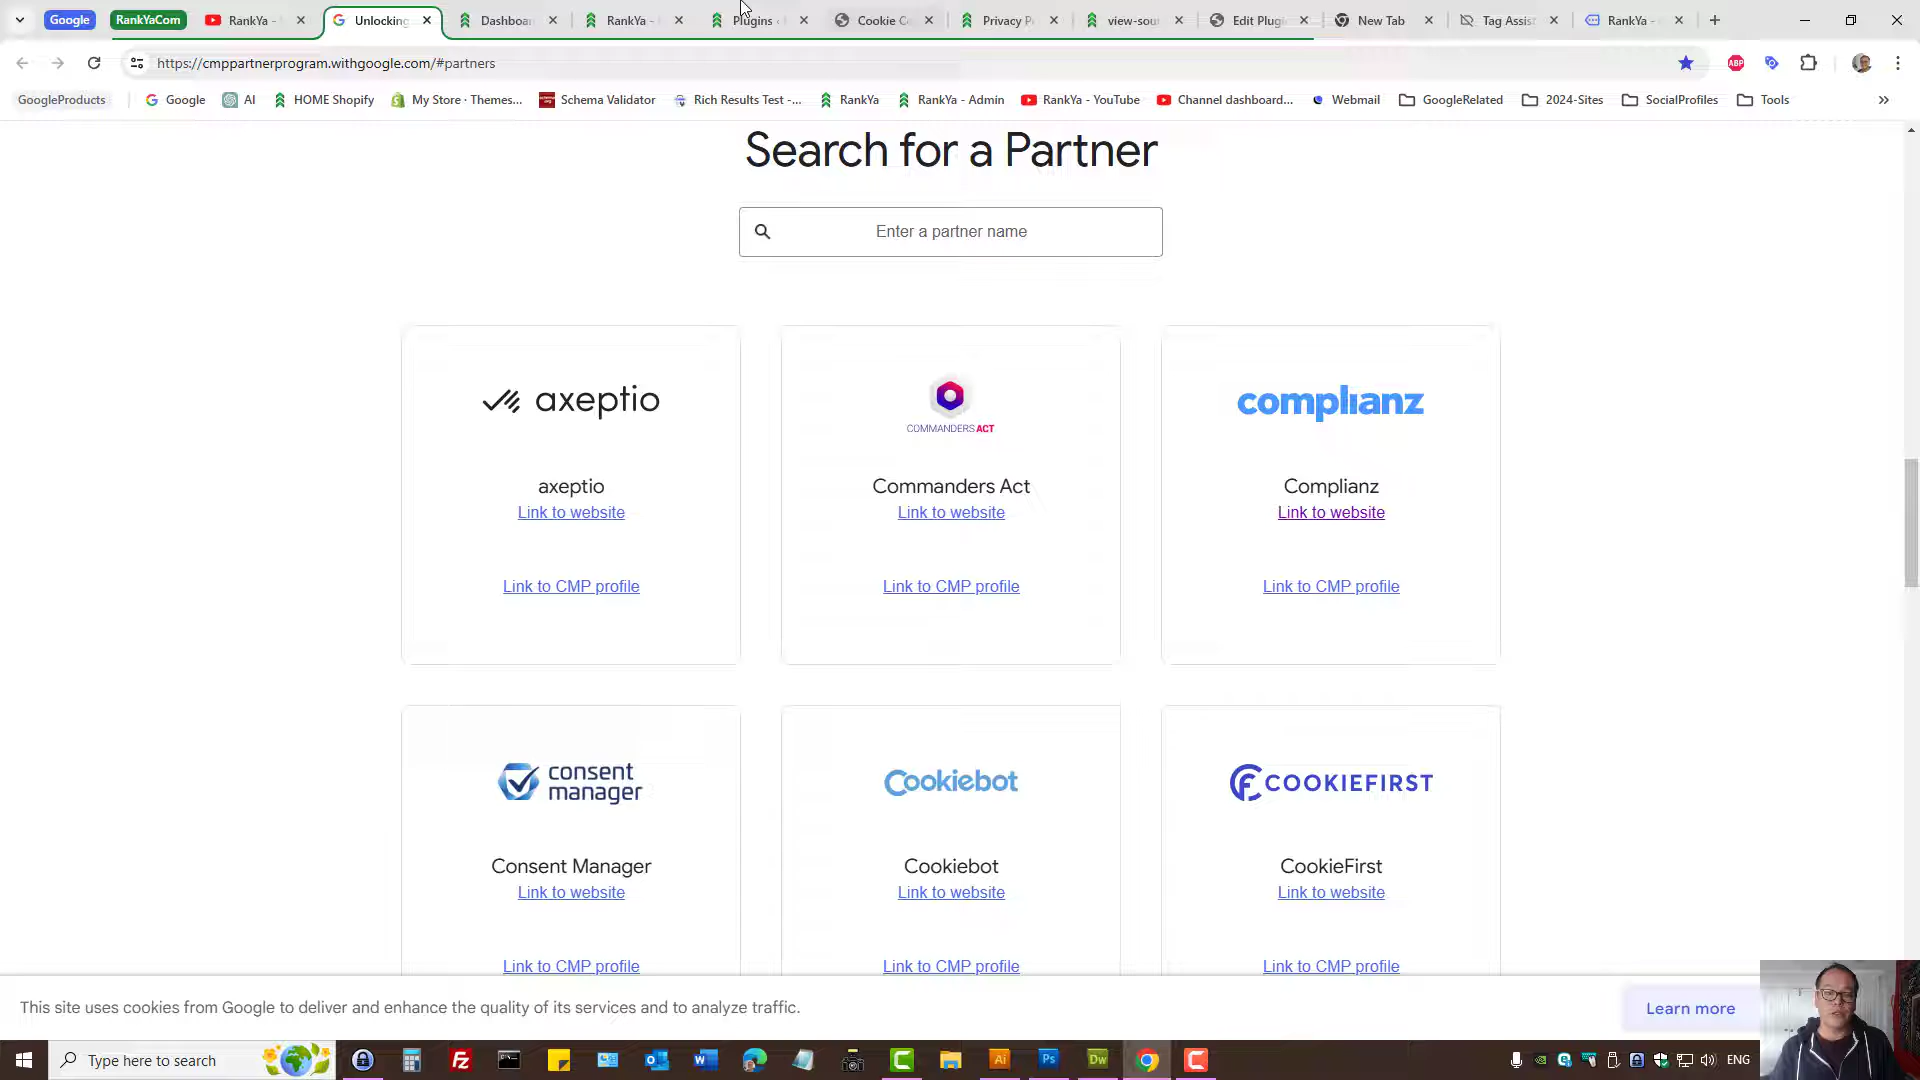 Google
RankYaCom
RankYa -
Unlocking
Dashboar
RankYa -
Plugins ‹
Cookie C
Privacy P
view-sou
Edit Plug
New Tab
Tag Assis
RankYa -
https://cmppartnerprogram.withgoogle.com/#partners
ABP
GoogleProducts
Google
AI
HOME Shopify
My Store · Themes...
Schema Validator
Rich Results Test -...
RankYa
RankYa - Admin
RankYa - YouTube
Channel dashboard...
Webmail
GoogleRelated
2024-Sites
SocialProfiles
Tools
Search for a Partner
Enter a partner name
axeptio
COMMANDERS ACT
complianz
axeptio
Commanders Act
Complianz
Link to website
Link to website
Link to website
Link to CMP profile
Link to CMP profile
Link to CMP profile
consent
manager
Cookiebot
COOKIEFIRST
Consent Manager
Cookiebot
CookieFirst
Link to website
Link to website
Link to website
Link to CMP profile
Link to CMP profile
Link to CMP profile
This site uses cookies from Google to deliver and enhance the quality of its services and to analyze traffic.
Learn more
Type here to search
Ai
Ps
Dw
ENG